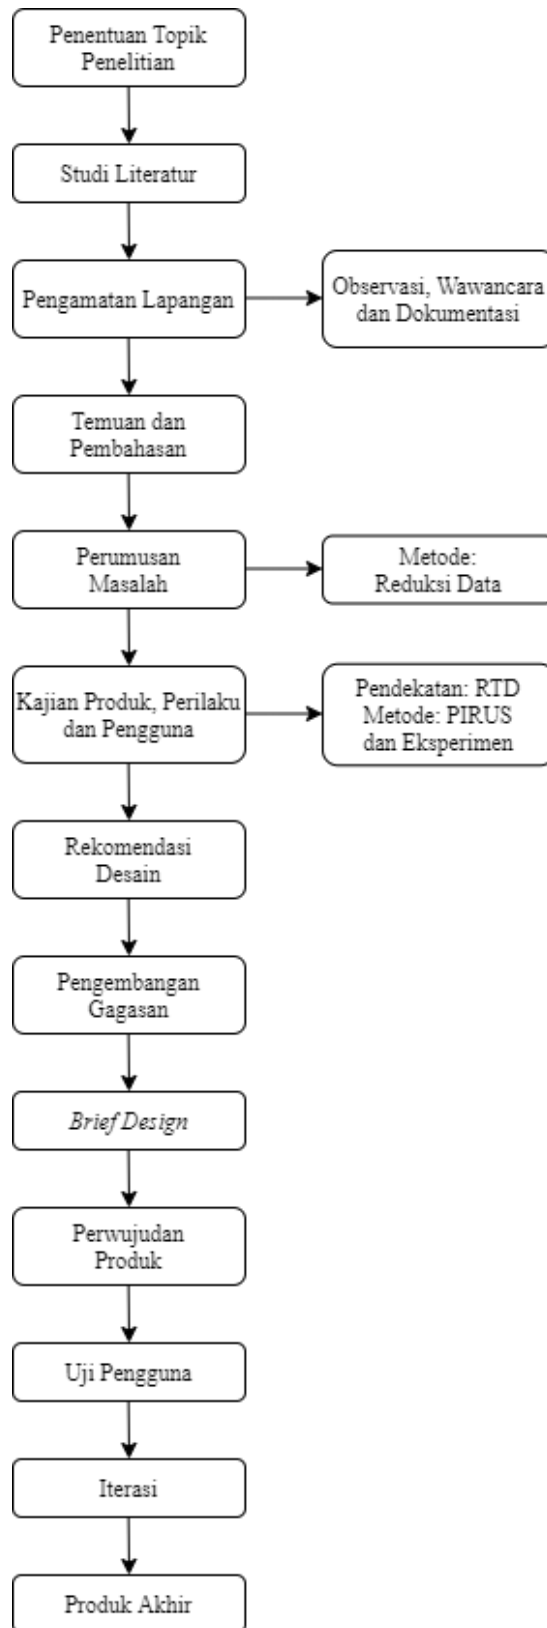 Penentuan Topik
Penelitian
Studi Literatur
Pengamatan Lapangan
Observasi, Wawancara
dan Dokumentasi
Temuan dan
Pembahasan
Perumusan
Masalah
Metode:
Reduksi Data
Kajian Produk, Perilaku
dan Pengguna
Pendekatan: RTD
Metode: PIRUS
dan Eksperimen
Rekomendasi
Desain
Pengembangan
Gagasan
Brief Design
Perwujudan
Produk
Uji Pengguna
Iterasi
Produk Akhir